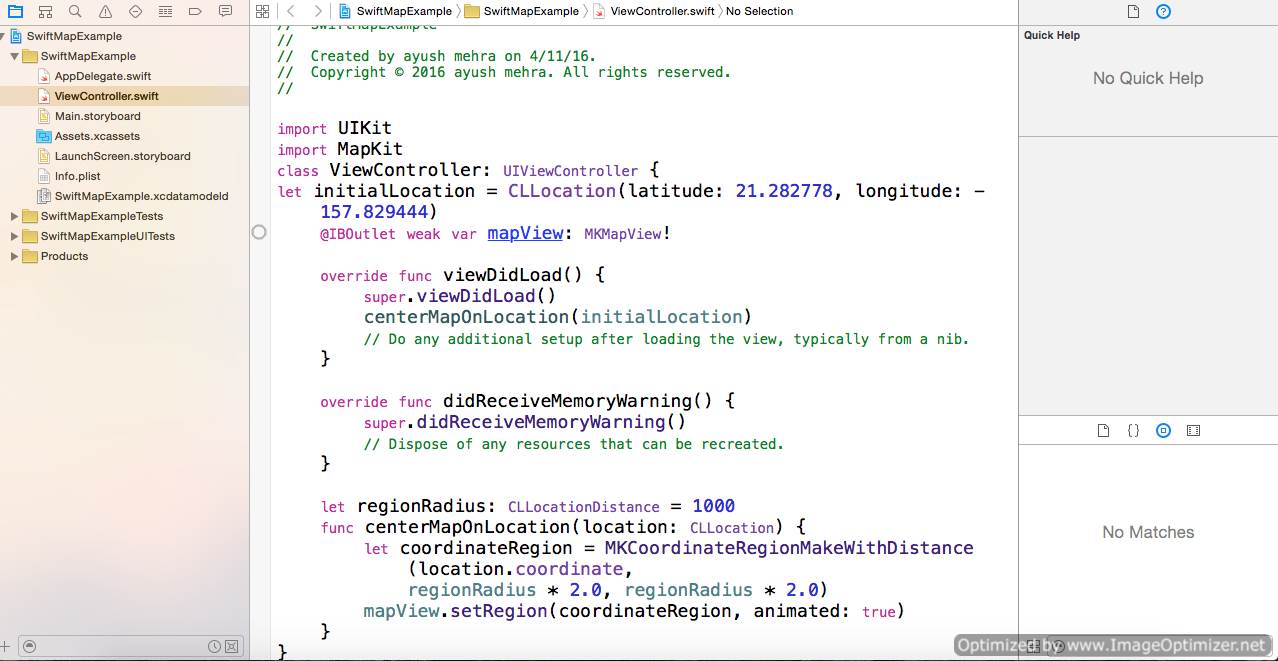 SwiftMapExample
SwiftMapExample
ViewController.swift
No Selection
SwiftMapExample
SwiftMapExample
AppDelegate.swift
ViewController.swift
Main.storyboard
Assets.xcassets
LaunchScreen.storyboard
Info.plist
SwiftMapExample.xcdatamodeld
SwiftMapExampleTests
SwiftMapExampleUITests
Products
//  SwiftMapExample
//
//  Created by ayush mehra on 4/11/16.
//  Copyright © 2016 ayush mehra. All rights reserved.
//
import UIKit
import MapKit
class ViewController: UIViewController {
let initialLocation = CLLocation(latitude: 21.282778, longitude: -
157.829444)
@IBOutlet weak var mapView: MKMapView!
override func viewDidLoad() {
super.viewDidLoad()
centerMapOnLocation(initialLocation)
// Do any additional setup after loading the view, typically from a nib.
}
override func didReceiveMemoryWarning() {
super.didReceiveMemoryWarning()
// Dispose of any resources that can be recreated.
}
let regionRadius: CLLocationDistance = 1000
func centerMapOnLocation(location: CLLocation) {
let coordinateRegion = MKCoordinateRegionMakeWithDistance
(location.coordinate,
regionRadius * 2.0, regionRadius * 2.0)
mapView.setRegion(coordinateRegion, animated: true)
}
}
Quick Help
No Quick Help
{}
No Matches
Optimized by www.ImageOptimizer.net